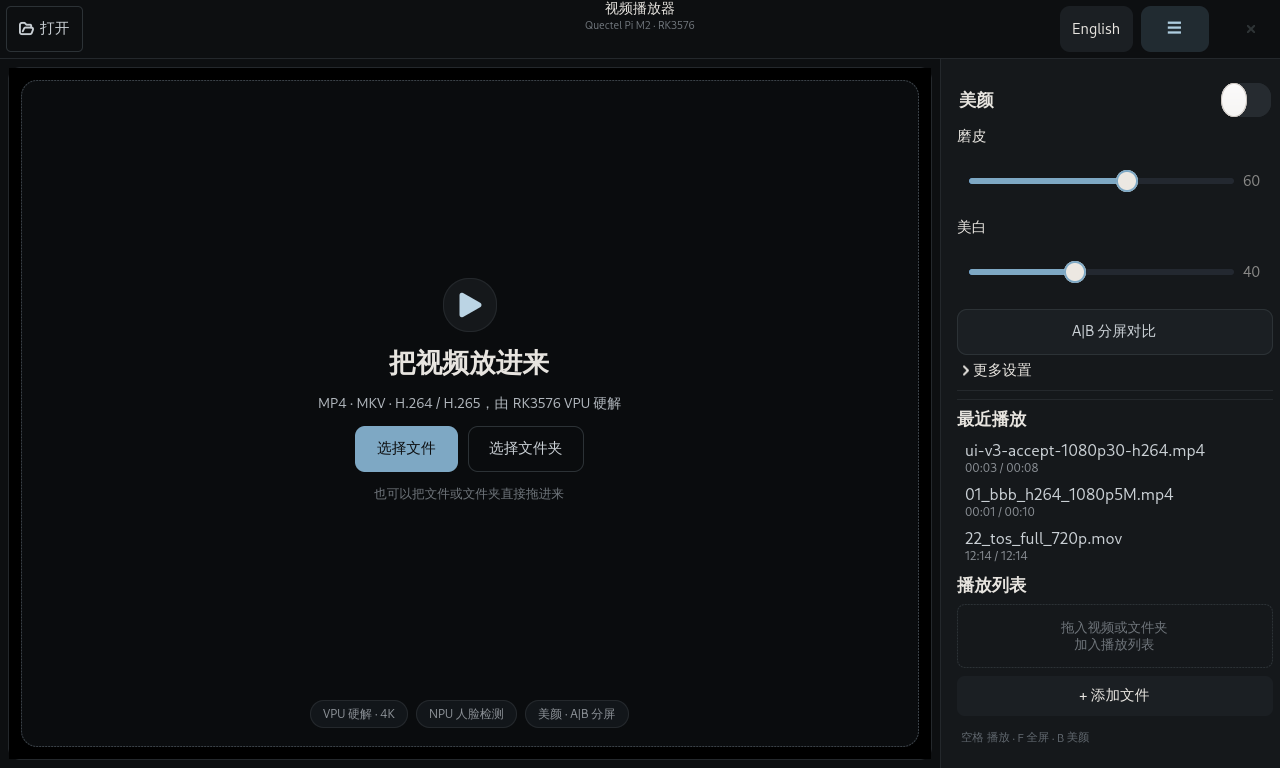 打开
视频播放器
Quectel Pi M2 · RK3576
English
美颜
磨皮
60
美白
40
A|B 分屏对比
更多设置
最近播放
ui-v3-accept-1080p30-h264.mp4
00:03 / 00:08
01_bbb_h264_1080p5M.mp4
00:01 / 00:10
22_tos_full_720p.mov
12:14 / 12:14
播放列表
拖入视频或文件夹
加入播放列表
+ 添加文件
空格 播放 · F 全屏 · B 美颜
把视频放进来
MP4 · MKV · H.264 / H.265，由 RK3576 VPU 硬解
选择文件
选择文件夹
也可以把文件或文件夹直接拖进来
VPU 硬解 · 4K
NPU 人脸检测
美颜 · A|B 分屏